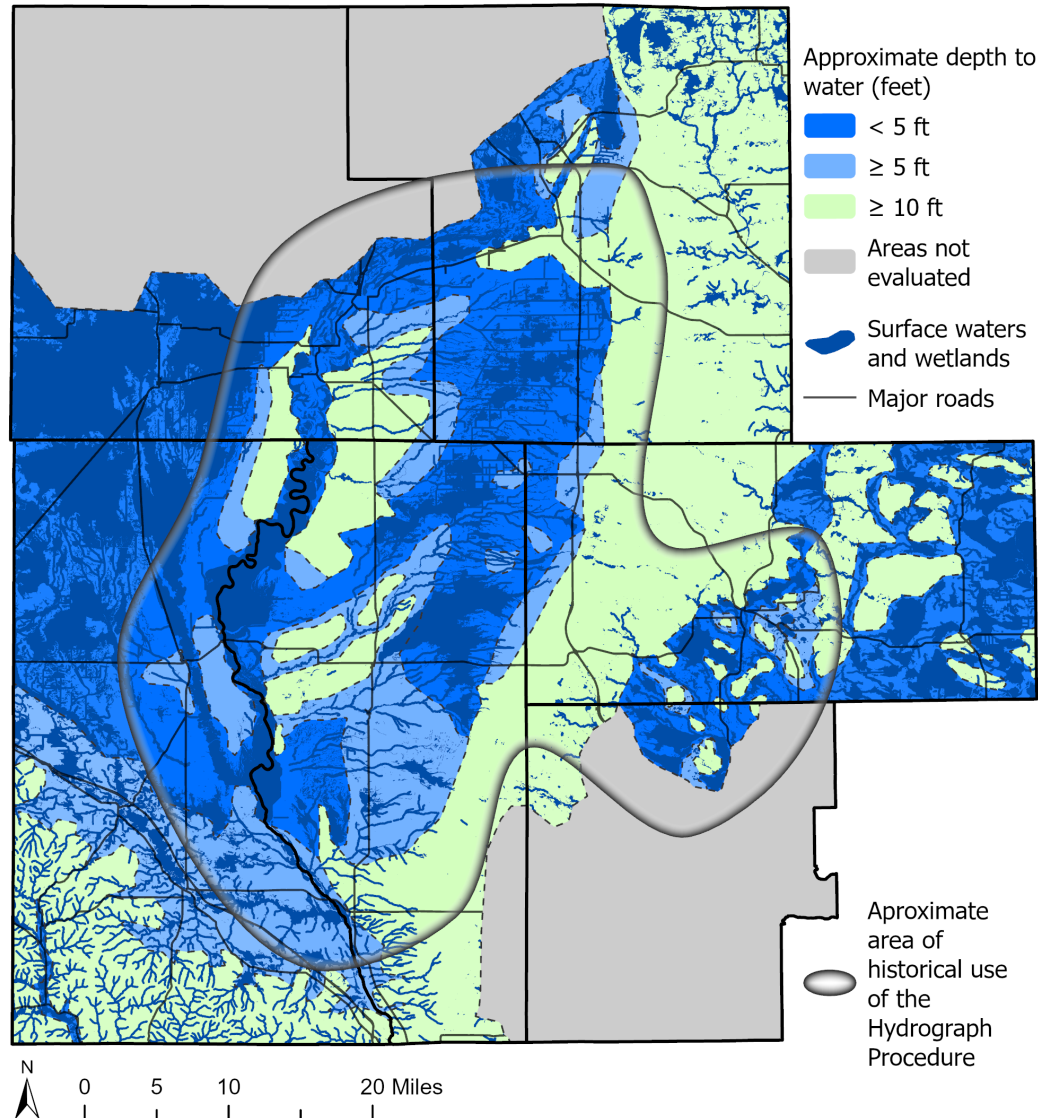 Approximate depth to
water (feet)
< 5 ft
≥ 5 ft
≥ 10 ft
Areas not
evaluated
Surface waters
and wetlands
Major roads
Aproximate
area of
historical use
of the
Hydrograph
Procedure
N
0 5 10 20 Miles